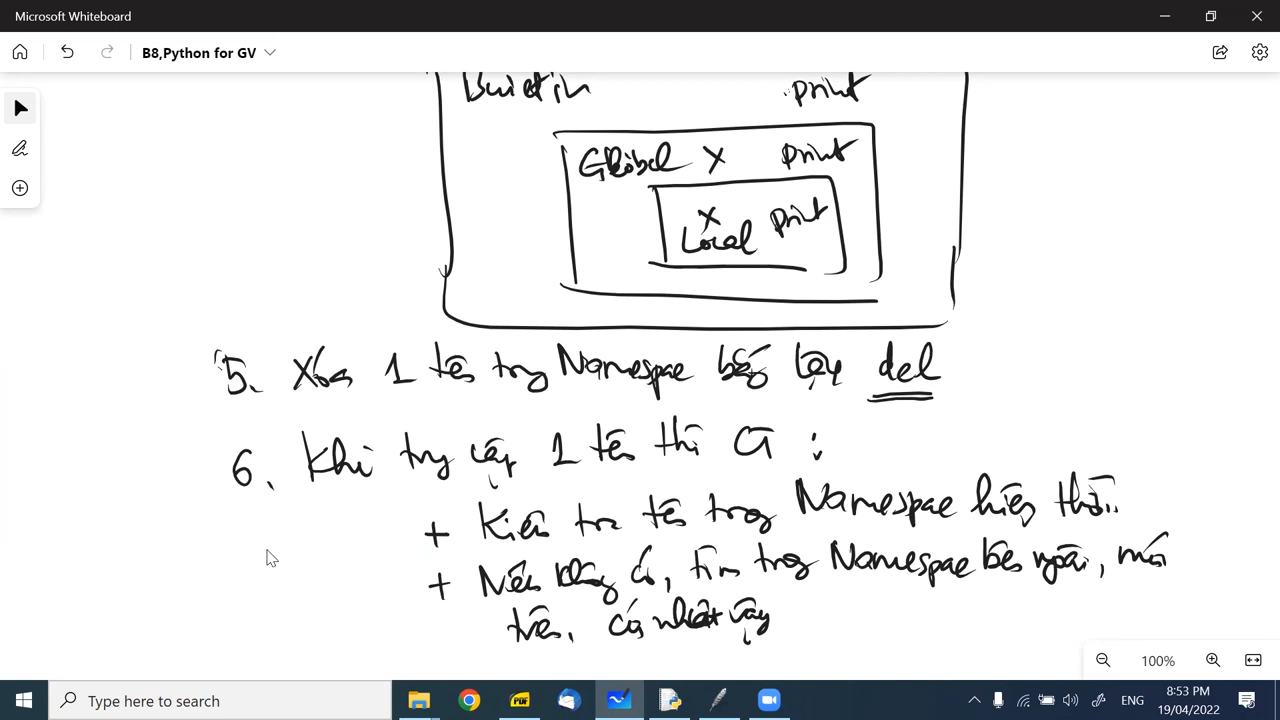 Microsoft Whiteboard
B8,Python for GV
Builtin print
Global X print
X print
Local
5. Xóa 1 tên trong Namespace bằng lệnh del
6. Khi truy cập 1 tên thì :
+ Kiểm tra tên trong Namespace hiện thời.
+ Nếu không có, tìm trong Namespace bên ngoài, mức
trên, cứ như vậy
100%
Type here to search
ENG
8:53 PM
19/04/2022